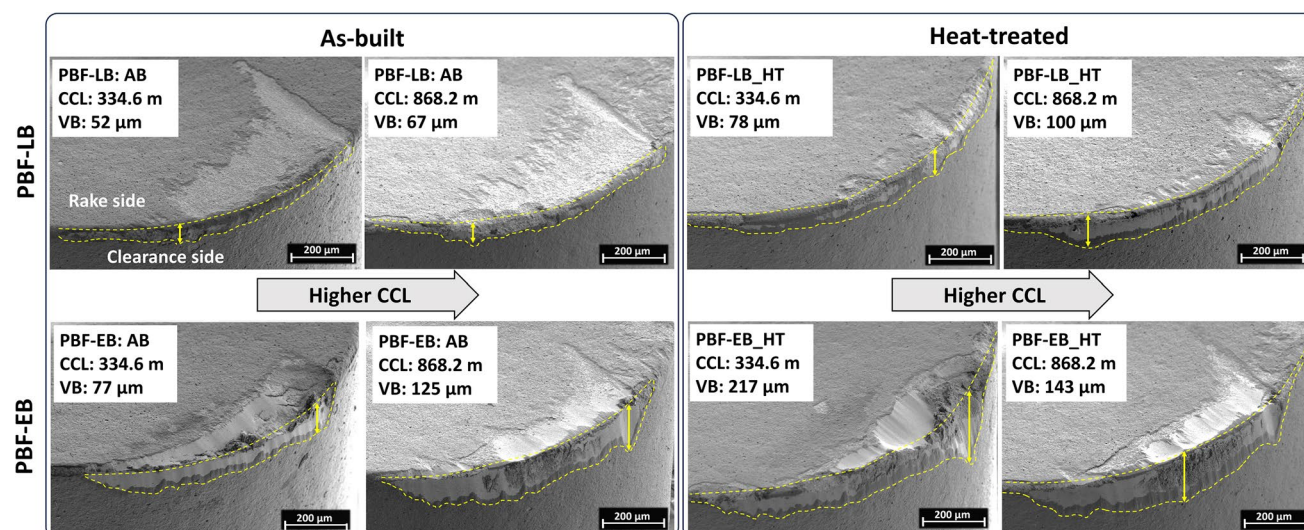 As-built
Heat-treated
PBF-LB
PBF-LB: AB
CCL: 334.6 m
VB: 52 µm
Rake side
Clearance side
200 µm
PBF-LB: AB
CCL: 868.2 m
VB: 67 µm
200 µm
PBF-LB_HT
CCL: 334.6 m
VB: 78 µm
200 µm
PBF-LB_HT
CCL: 868.2 m
VB: 100 µm
200 µm
Higher CCL
Higher CCL
PBF-EB
PBF-EB: AB
CCL: 334.6 m
VB: 77 µm
200 µm
PBF-EB: AB
CCL: 868.2 m
VB: 125 µm
200 µm
PBF-EB_HT
CCL: 334.6 m
VB: 217 µm
200 µm
PBF-EB_HT
CCL: 868.2 m
VB: 143 µm
200 µm